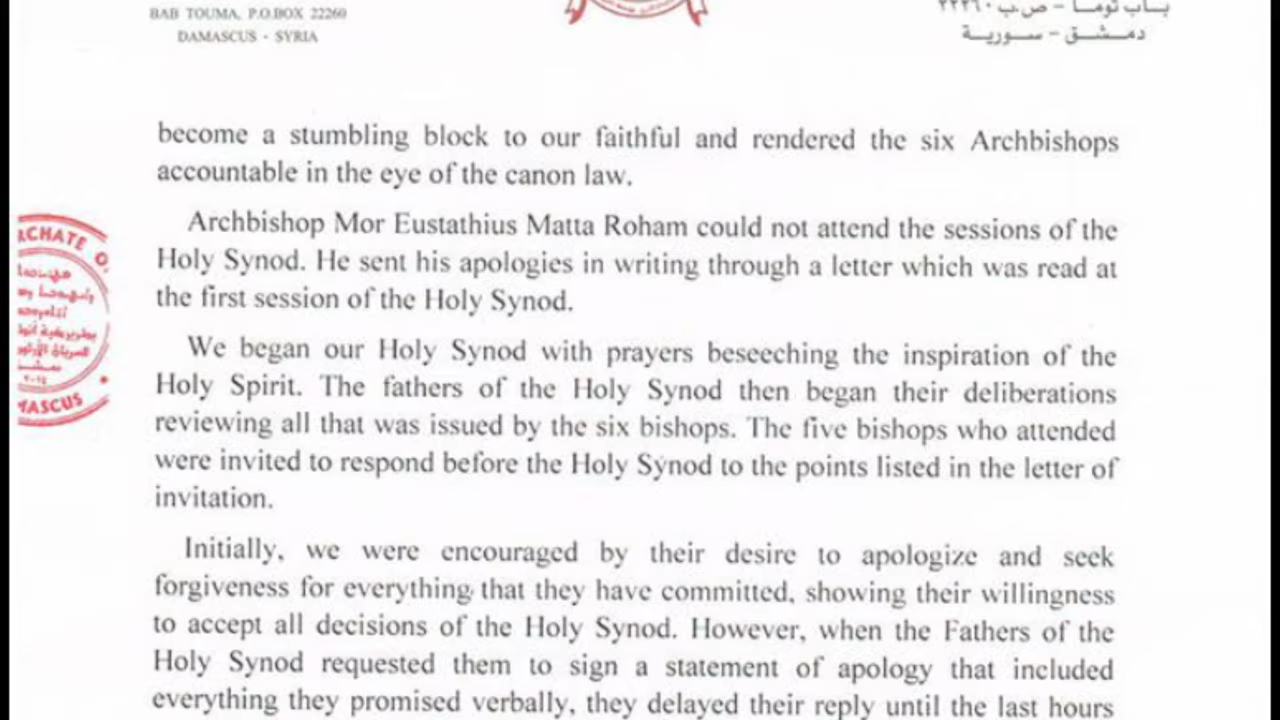 BAB TOUMA, P.O.BOX 22260
DAMASCUS - SYRIA
بـاب تومـا - ص.ب ٢٢٢٦٠
دمـشـق - سـوريـة
become a stumbling block to our faithful and rendered the six Archbishops
accountable in the eye of the canon law.
Archbishop Mor Eustathius Matta Roham could not attend the sessions of the
Holy Synod. He sent his apologies in writing through a letter which was read at
the first session of the Holy Synod.
We began our Holy Synod with prayers beseeching the inspiration of the
Holy Spirit. The fathers of the Holy Synod then began their deliberations
reviewing all that was issued by the six bishops. The five bishops who attended
were invited to respond before the Holy Synod to the points listed in the letter of
invitation.
Initially, we were encouraged by their desire to apologize and seek
forgiveness for everything that they have committed, showing their willingness
to accept all decisions of the Holy Synod. However, when the Fathers of the
Holy Synod requested them to sign a statement of apology that included
everything they promised verbally, they delayed their reply until the last hours